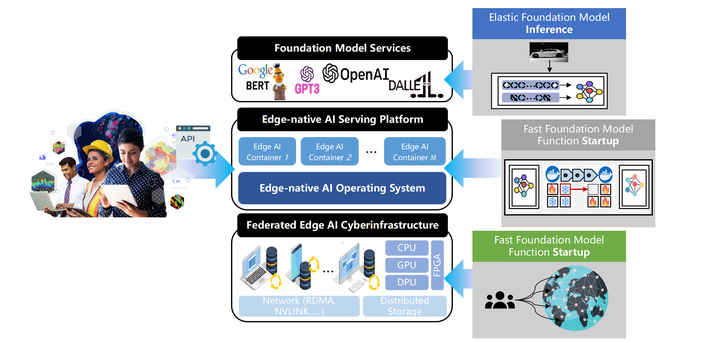 API
Foundation Model Services
Google
BERT
GPT3
OpenAI
DALLE
Edge-native AI Serving Platform
Edge AI
Container 1
Edge AI
Container 2
...
Edge AI
Container N
Edge-native AI Operating System
Federated Edge AI Cyberinfrastructure
...
CPU
GPU
DPU
FPGA
Network (RDMA,
NVLINK, ...)
Distributed
Storage
Elastic Foundation Model
Inference
Fast Foundation Model
Function Startup
Fast Foundation Model
Function Startup